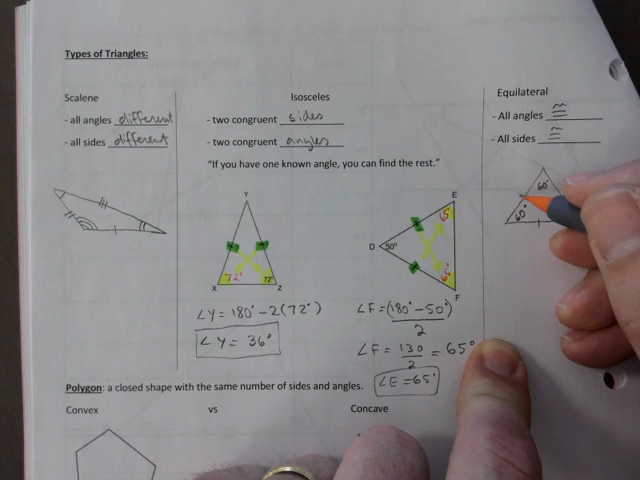 Types of Triangles:
Scalene
- all angles different
- all sides different
Isosceles
- two congruent sides
- two congruent angles
"If you have one known angle, you can find the rest."
Equilateral
- All angles ≅
- All sides ≅
Y
X
Z
72°
72°
∠Y = 180° - 2(72°)
∠Y = 36°
E
D
F
50°
65°
65°
∠F = (180° - 50°)/2
∠F = 130/2 = 65°
∠E = 65°
60°
60°
Polygon: a closed shape with the same number of sides and angles.
Convex vs Concave